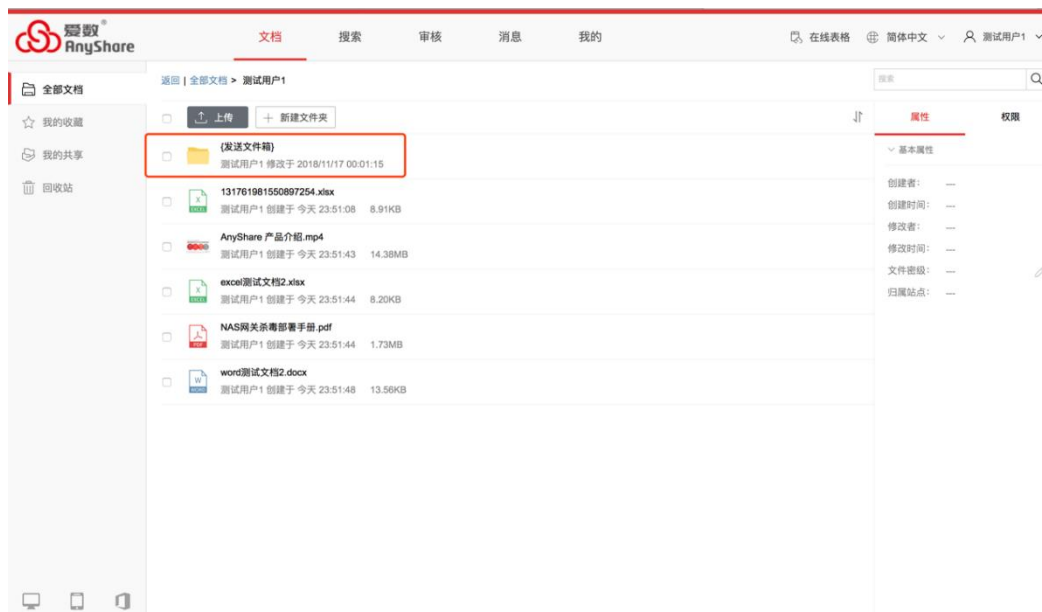 爱数®
AnyShare
文档 搜索 审核 消息 我的
在线表格 简体中文 测试用户1
全部文档
我的收藏
我的共享
回收站
返回 | 全部文档 > 测试用户1
搜索
上传 新建文件夹
属性 权限
{发送文件箱}
测试用户1 修改于 2018/11/17 00:01:15
131761981550897254.xlsx
测试用户1 创建于 今天 23:51:08 8.91KB
AnyShare 产品介绍.mp4
测试用户1 创建于 今天 23:51:43 14.38MB
excel测试文档2.xlsx
测试用户1 创建于 今天 23:51:44 8.20KB
NAS网关杀毒部署手册.pdf
测试用户1 创建于 今天 23:51:44 1.73MB
word测试文档2.docx
测试用户1 创建于 今天 23:51:48 13.56KB
基本属性
创建者: ---
创建时间: ---
修改者: ---
修改时间: ---
文件密级: ---
归属站点: ---